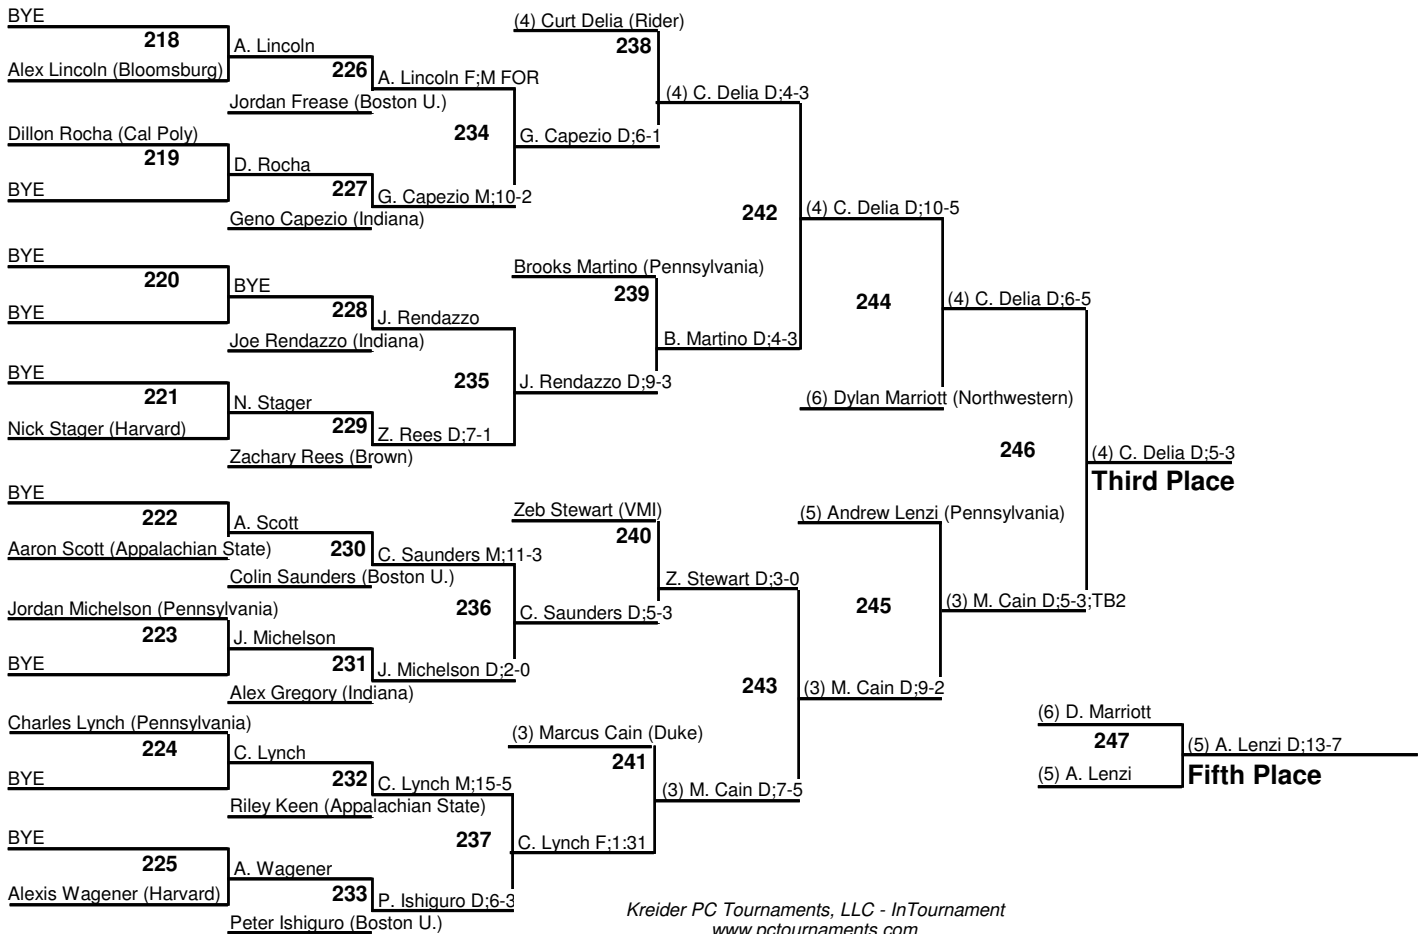 BYE
218
Alex Lincoln (Bloomsburg)
A. Lincoln
226
Jordan Frease (Boston U.)
A. Lincoln F;M FOR
Dillon Rocha (Cal Poly)
219
BYE
D. Rocha
227
Geno Capezio (Indiana)
G. Capezio M;10-2
234
G. Capezio D;6-1
(4) Curt Delia (Rider)
238
(4) C. Delia D;4-3
BYE
220
BYE
BYE
228
Joe Rendazzo (Indiana)
J. Rendazzo
BYE
221
Nick Stager (Harvard)
N. Stager
229
Zachary Rees (Brown)
Z. Rees D;7-1
235
J. Rendazzo D;9-3
Brooks Martino (Pennsylvania)
239
B. Martino D;4-3
242
(4) C. Delia D;10-5
244
(6) Dylan Marriott (Northwestern)
(4) C. Delia D;6-5
BYE
222
Aaron Scott (Appalachian State)
A. Scott
230
Colin Saunders (Boston U.)
C. Saunders M;11-3
Jordan Michelson (Pennsylvania)
223
BYE
J. Michelson
231
Alex Gregory (Indiana)
J. Michelson D;2-0
236
C. Saunders D;5-3
Zeb Stewart (VMI)
240
Z. Stewart D;3-0
Charles Lynch (Pennsylvania)
224
BYE
C. Lynch
232
Riley Keen (Appalachian State)
C. Lynch M;15-5
BYE
225
Alexis Wagener (Harvard)
A. Wagener
233
Peter Ishiguro (Boston U.)
P. Ishiguro D;6-3
237
C. Lynch F;1:31
(3) Marcus Cain (Duke)
241
(3) M. Cain D;7-5
243
(3) M. Cain D;9-2
(5) Andrew Lenzi (Pennsylvania)
245
(3) M. Cain D;5-3;TB2
246
(4) C. Delia D;5-3
Third Place
(6) D. Marriott
247
(5) A. Lenzi
(5) A. Lenzi D;13-7
Fifth Place
Kreider PC Tournaments, LLC - InTournament
www.pctournaments.com